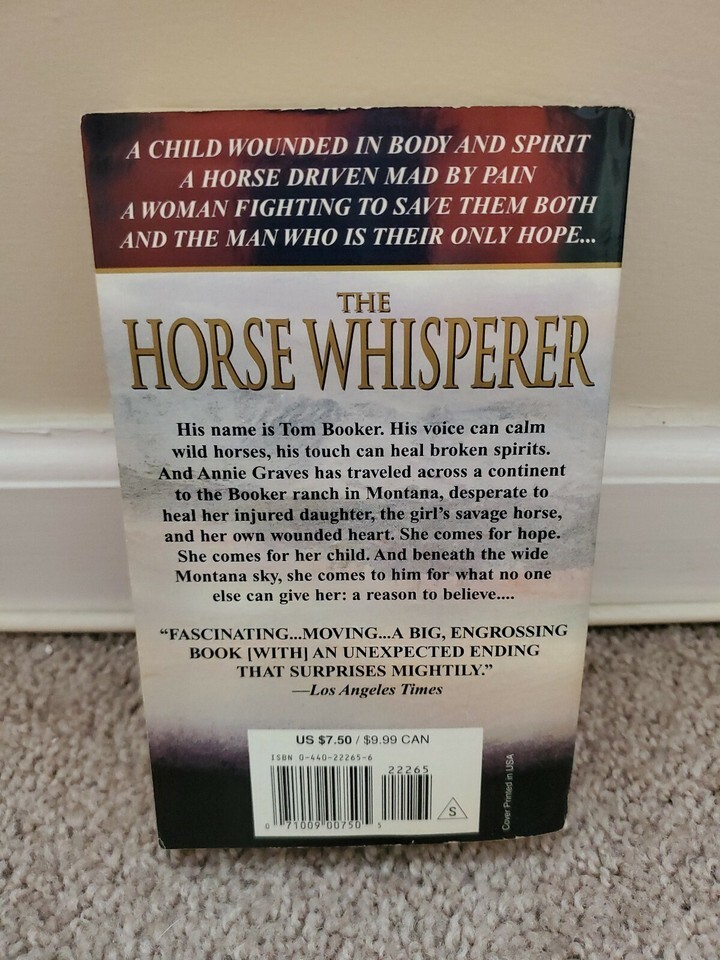 A CHILD WOUNDED IN BODY AND SPIRIT
A HORSE DRIVEN MAD BY PAIN
A WOMAN FIGHTING TO SAVE THEM BOTH
AND THE MAN WHO IS THEIR ONLY HOPE...
THE
HORSE WHISPERER
His name is Tom Booker. His voice can calm
wild horses, his touch can heal broken spirits.
And Annie Graves has traveled across a continent
to the Booker ranch in Montana, desperate to
heal her injured daughter, the girl's savage horse,
and her own wounded heart. She comes for hope.
She comes for her child. And beneath the wide
Montana sky, she comes to him for what no one
else can give her: a reason to believe....
“FASCINATING...MOVING...A BIG, ENGROSSING
BOOK [WITH] AN UNEXPECTED ENDING
THAT SURPRISES MIGHTILY.”
—Los Angeles Times
US $7.50 / $9.99 CAN
ISBN 0-440-22265-6
22265
0 71009 00750 5
S
Cover Printed in USA